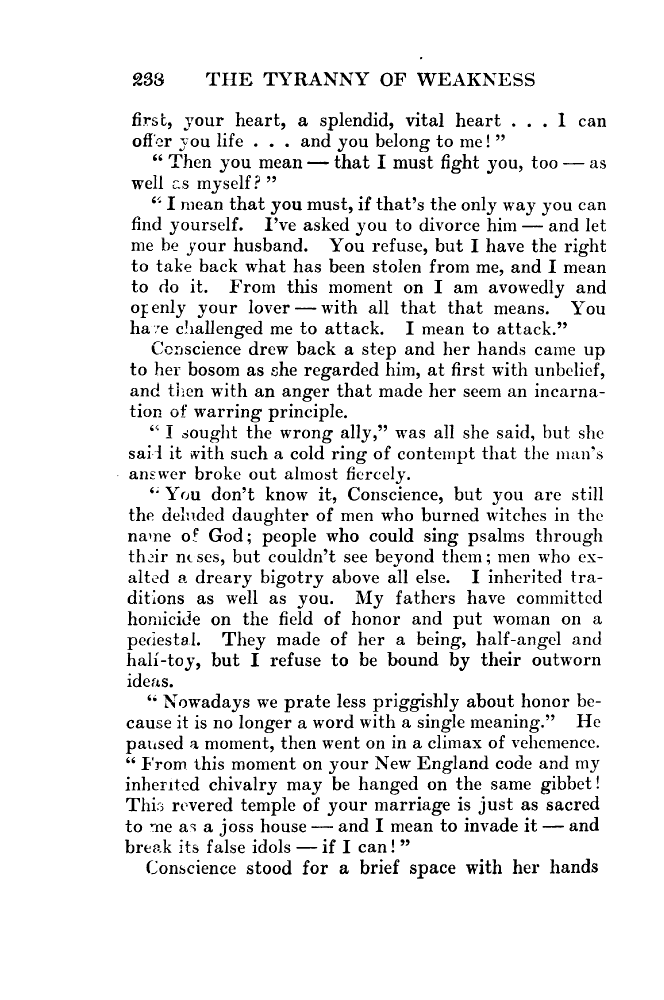 238 THE TYRANNY OF WEAKNESS
first, your heart, a splendid, vital heart . . . I can
offer you life . . . and you belong to me! ”
“ Then you mean — that I must fight you, too — as
well as myself? ”
“ I mean that you must, if that's the only way you can
find yourself. I've asked you to divorce him — and let
me be your husband. You refuse, but I have the right
to take back what has been stolen from me, and I mean
to do it. From this moment on I am avowedly and
openly your lover — with all that that means. You
have challenged me to attack. I mean to attack.”
Conscience drew back a step and her hands came up
to her bosom as she regarded him, at first with unbelief,
and then with an anger that made her seem an incarna-
tion of warring principle.
“ I sought the wrong ally,” was all she said, but she
said it with such a cold ring of contempt that the man's
answer broke out almost fiercely.
“ You don't know it, Conscience, but you are still
the deluded daughter of men who burned witches in the
name of God; people who could sing psalms through
their noses, but couldn't see beyond them; men who ex-
alted a dreary bigotry above all else. I inherited tra-
ditions as well as you. My fathers have committed
homicide on the field of honor and put woman on a
pedestal. They made of her a being, half-angel and
half-toy, but I refuse to be bound by their outworn
ideas.
“ Nowadays we prate less priggishly about honor be-
cause it is no longer a word with a single meaning.” He
paused a moment, then went on in a climax of vehemence.
“ From this moment on your New England code and my
inherited chivalry may be hanged on the same gibbet!
This revered temple of your marriage is just as sacred
to me as a joss house — and I mean to invade it — and
break its false idols — if I can! ”
Conscience stood for a brief space with her hands